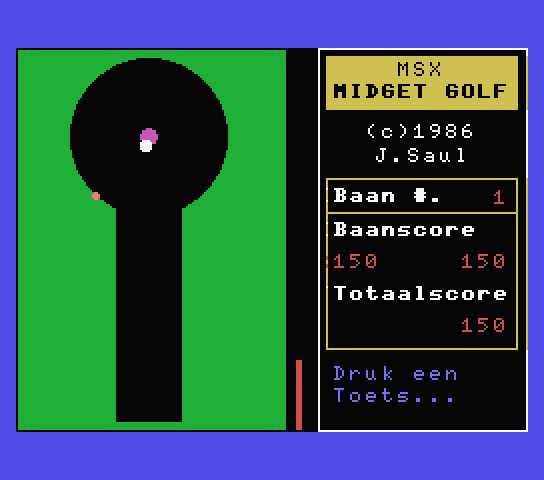 MSX
MIDGET GOLF
(c)1986
J.Saul
Baan #. 1
Baanscore
150 150
Totaalscore
150
Druk een
Toets...